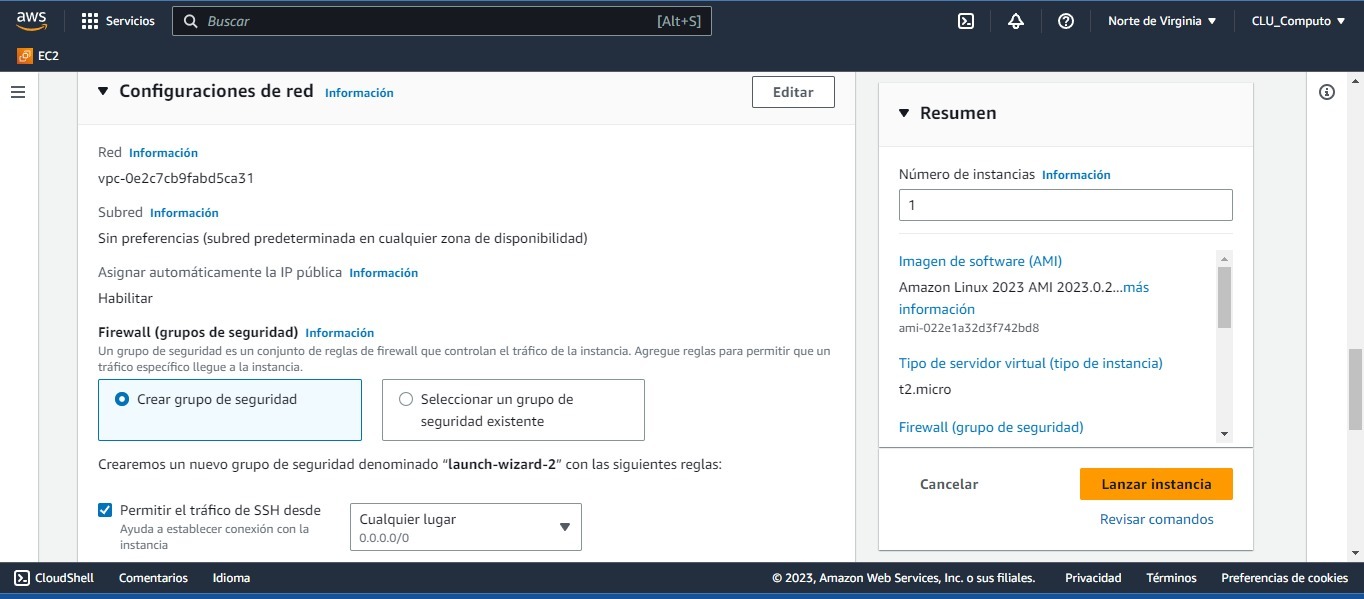 aws
Servicios
Buscar
[Alt+S]
Norte de Virginia
CLU_Computo
EC2
Configuraciones de red Información
Editar
Red Información
vpc-0e2c7cb9fabd5ca31
Subred Información
Sin preferencias (subred predeterminada en cualquier zona de disponibilidad)
Asignar automáticamente la IP pública Información
Habilitar
Firewall (grupos de seguridad) Información
Un grupo de seguridad es un conjunto de reglas de firewall que controlan el tráfico de la instancia. Agregue reglas para permitir que un
tráfico específico llegue a la instancia.
Crear grupo de seguridad
Seleccionar un grupo de
seguridad existente
Crearemos un nuevo grupo de seguridad denominado “launch-wizard-2” con las siguientes reglas:
Permitir el tráfico de SSH desde
Ayuda a establecer conexión con la
instancia
Cualquier lugar
0.0.0.0/0
Resumen
Número de instancias Información
1
Imagen de software (AMI)
Amazon Linux 2023 AMI 2023.0.2...más
información
ami-022e1a32d3f742bd8
Tipo de servidor virtual (tipo de instancia)
t2.micro
Firewall (grupo de seguridad)
Cancelar
Lanzar instancia
Revisar comandos
CloudShell
Comentarios
Idioma
© 2023, Amazon Web Services, Inc. o sus filiales.
Privacidad
Términos
Preferencias de cookies